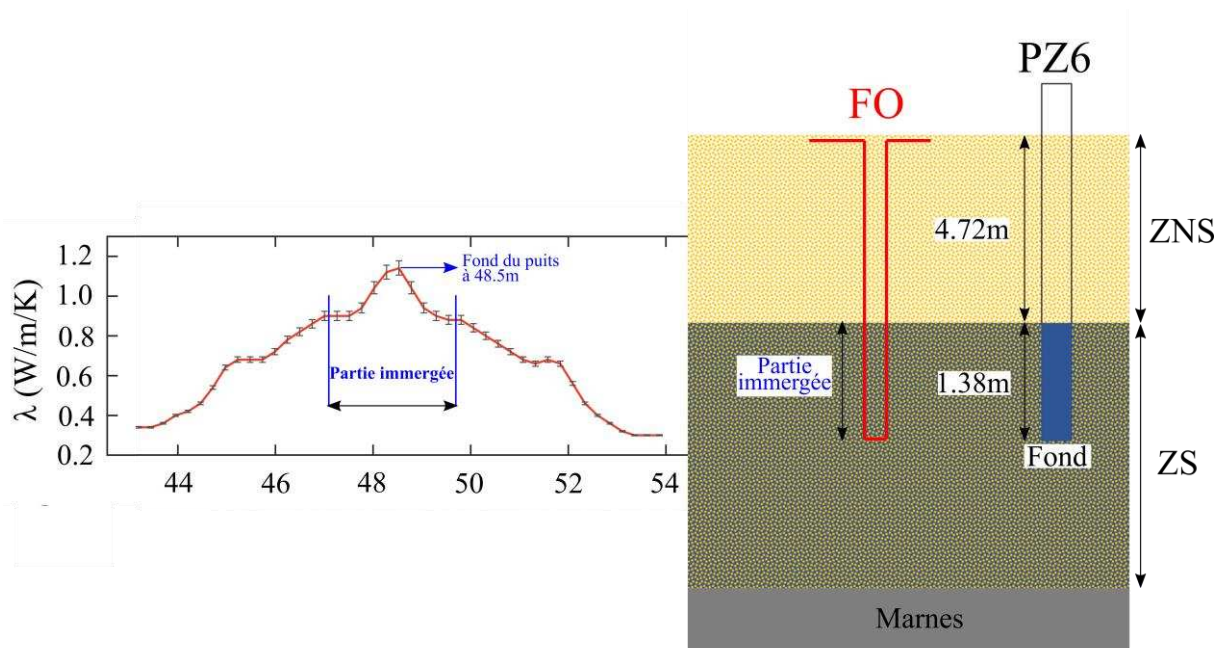 λ (W/m/K)
1.2
1.0
0.8
0.6
0.4
0.2
44 46 48 50 52 54
Fond du puits
à 48.5m
Partie immergée
FO
PZ6
4.72m
ZNS
Partie
immergée
1.38m
Fond
ZS
Marnes